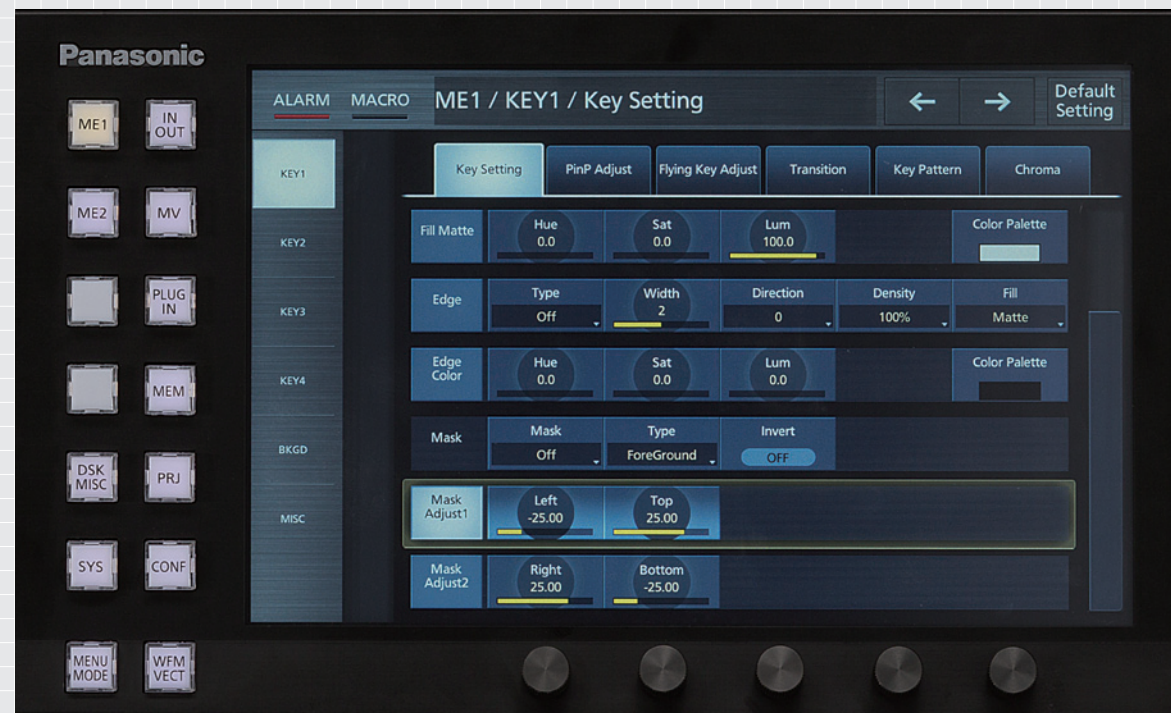 Panasonic
ME1
IN
OUT
ME2
MV
PLUG
IN
MEM
DSK
MISC
PRJ
SYS
CONF
MENU
MODE
WFM
VECT
ALARM MACRO ME1 / KEY1 / Key Setting ← → Default
Setting
KEY1
KEY2
KEY3
KEY4
BKGD
MISC
Key Setting PinP Adjust Flying Key Adjust Transition Key Pattern Chroma
Fill Matte Hue Sat Lum Color Palette
0.0 0.0 100.0
Edge Type Width Direction Density Fill
Off 2 0 100% Matte
Edge
Color Hue Sat Lum Color Palette
0.0 0.0 0.0
Mask Mask Type Invert
Off ForeGround OFF
Mask
Adjust1 Left Top
-25.00 25.00
Mask
Adjust2 Right Bottom
25.00 -25.00